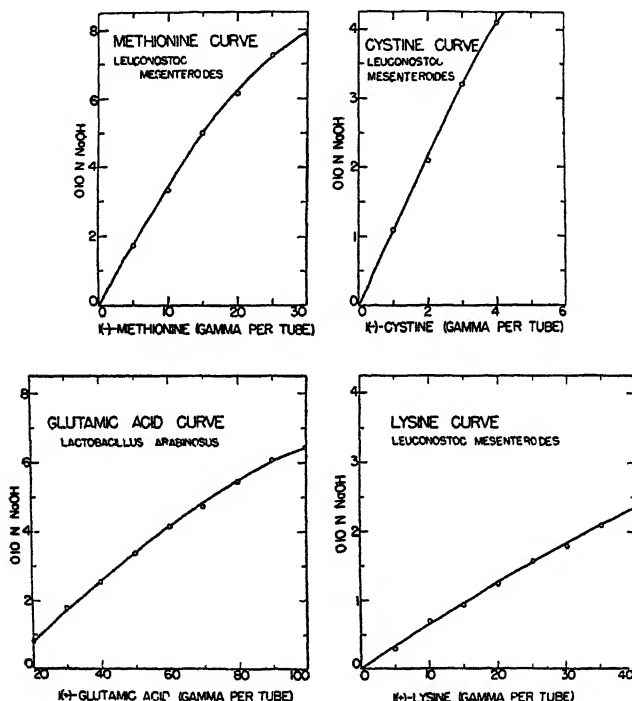 METHIONINE CURVE
LEUCONOSTOC
MESENTERODES
0.10 N NaOH
8
6
4
2
0
0 10 20 30
l(-)-METHIONINE (GAMMA PER TUBE)
CYSTINE CURVE
LEUCONOSTOC
MESENTEROIDES
0.10 N NaOH
4
3
2
1
0
0 2 4 6
l(-)-CYSTINE (GAMMA PER TUBE)
GLUTAMIC ACID CURVE
LACTOBACILLUS ARABINOSUS
0.10 N NaOH
8
6
4
2
0
20 40 60 80 100
l(+)-GLUTAMIC ACID (GAMMA PER TUBE)
LYSINE CURVE
LEUCONOSTOC MESENTERODES
0.10 N NaOH
4
3
2
1
0
0 10 20 30 40
l(+)-LYSINE (GAMMA PER TUBE)